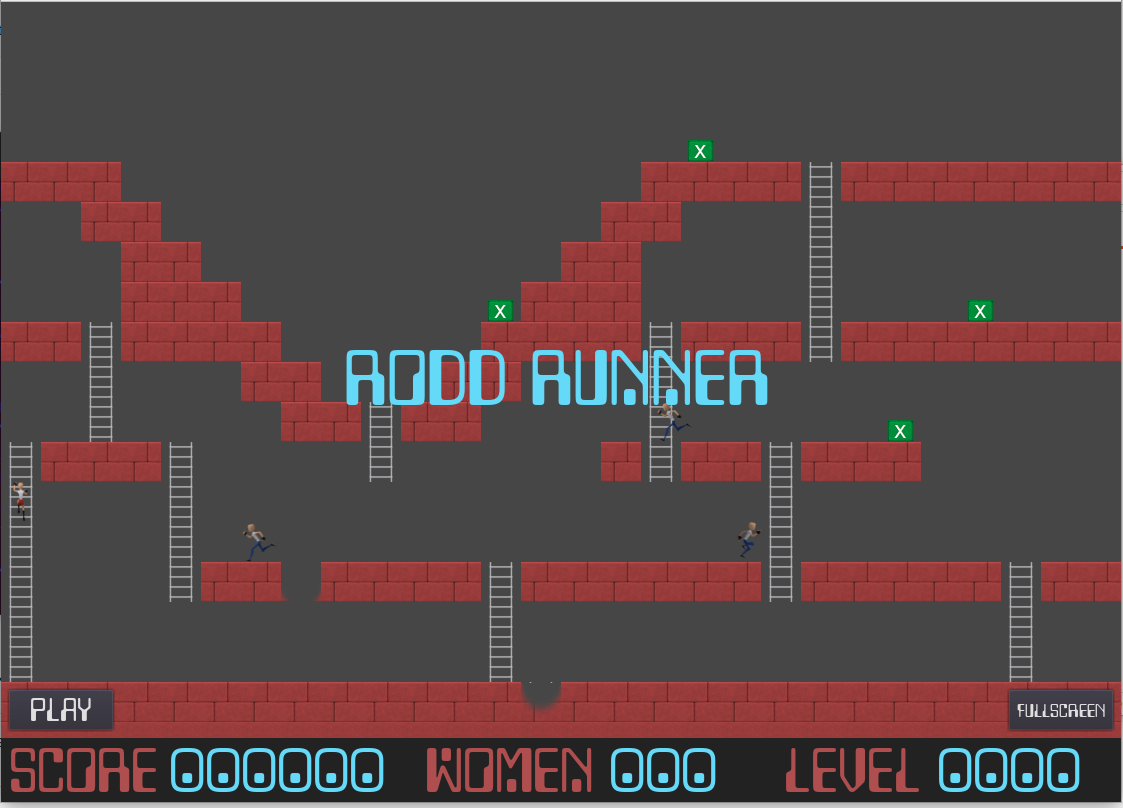 X
X
X
RODD RUNNER
X
PLAY
FULLSCREEN
SCORE 000000 WOMEN 000 LEVEL 0000